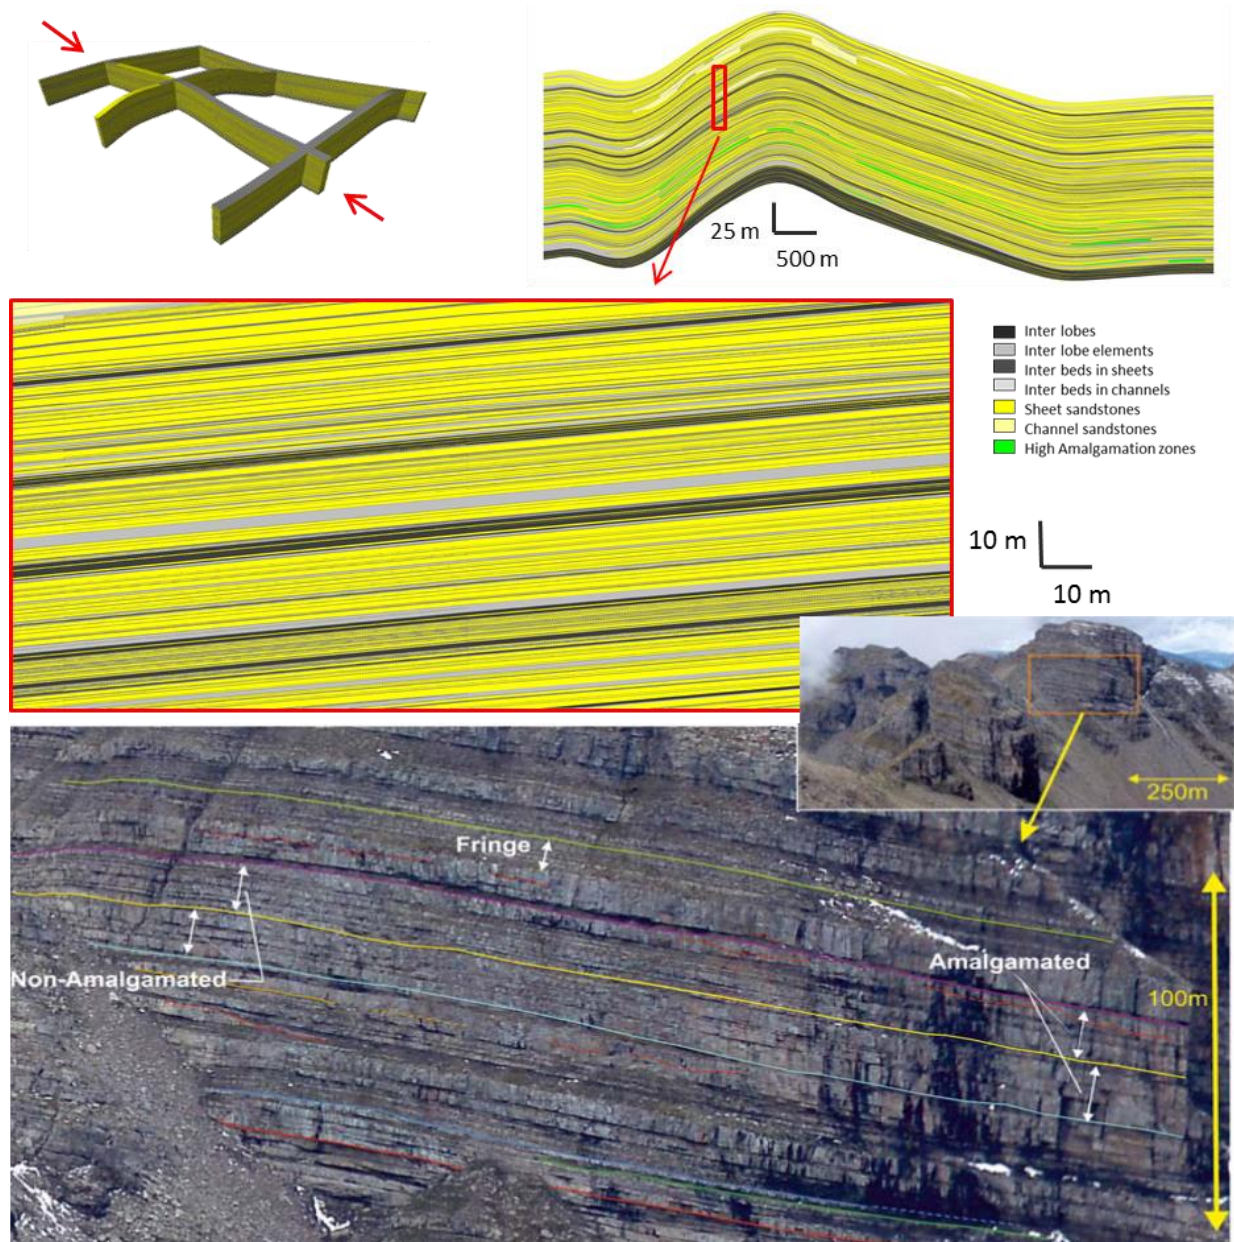 25 m
500 m
Inter lobes
Inter lobe elements
Inter beds in sheets
Inter beds in channels
Sheet sandstones
Channel sandstones
High Amalgamation zones
10 m
10 m
250m
Fringe
Non-Amalgamated
Amalgamated
100m